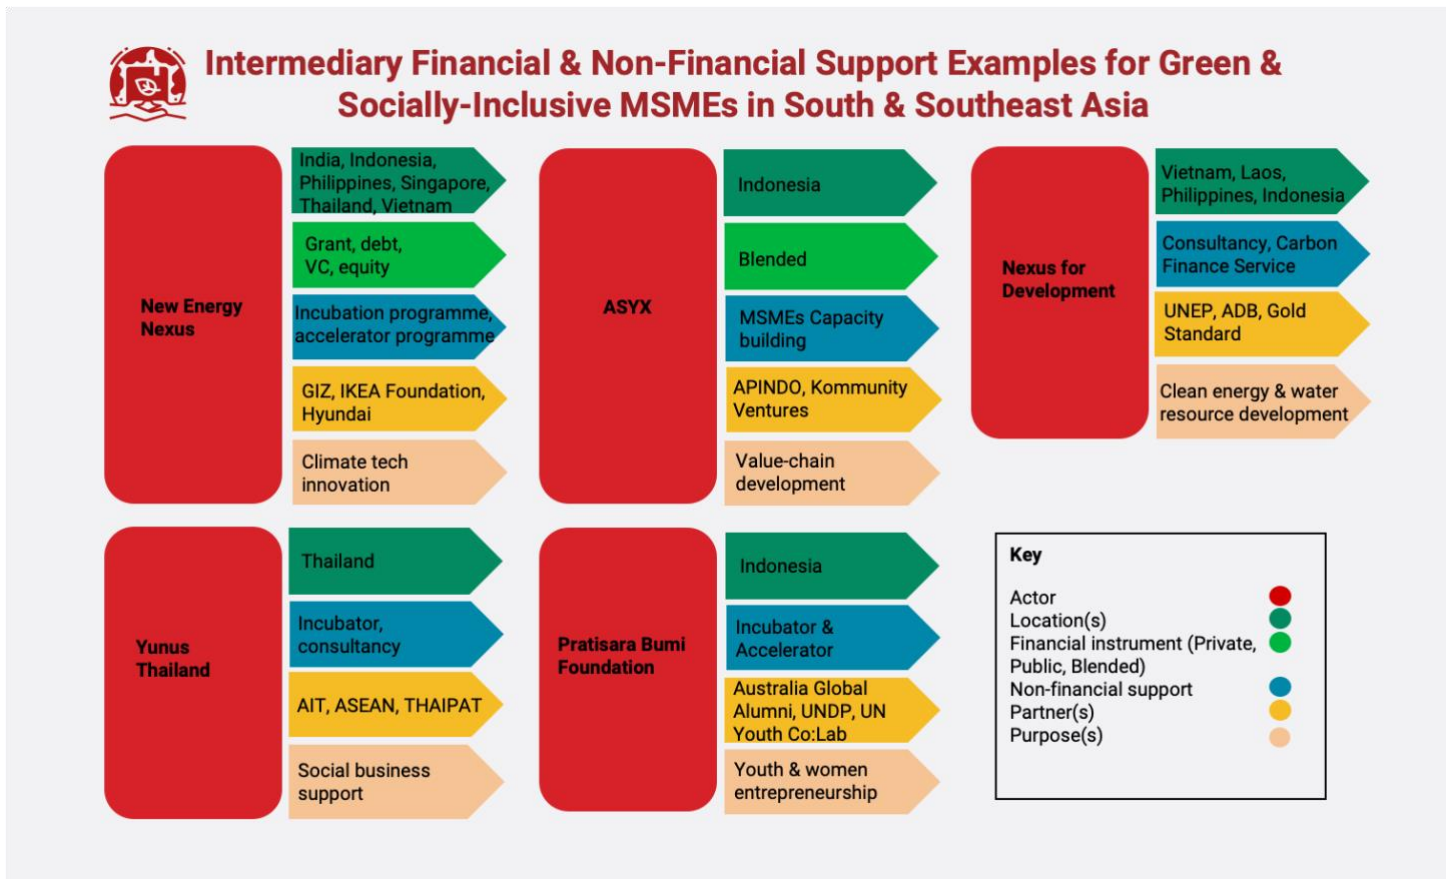 Intermediary Financial & Non-Financial Support Examples for Green &
Socially-Inclusive MSMEs in South & Southeast Asia
New Energy
Nexus
India, Indonesia,
Philippines, Singapore,
Thailand, Vietnam
Grant, debt,
VC, equity
Incubation programme,
accelerator programme
GIZ, IKEA Foundation,
Hyundai
Climate tech
innovation
ASYX
Indonesia
Blended
MSMEs Capacity
building
APINDO, Kommunity
Ventures
Value-chain
development
Nexus for
Development
Vietnam, Laos,
Philippines, Indonesia
Consultancy, Carbon
Finance Service
UNEP, ADB, Gold
Standard
Clean energy & water
resource development
Yunus
Thailand
Thailand
Incubator,
consultancy
AIT, ASEAN, THAIPAT
Social business
support
Pratisara Bumi
Foundation
Indonesia
Incubator &
Accelerator
Australia Global
Alumni, UNDP, UN
Youth Co:Lab
Youth & women
entrepreneurship
Key
Actor
Location(s)
Financial instrument (Private,
Public, Blended)
Non-financial support
Partner(s)
Purpose(s)